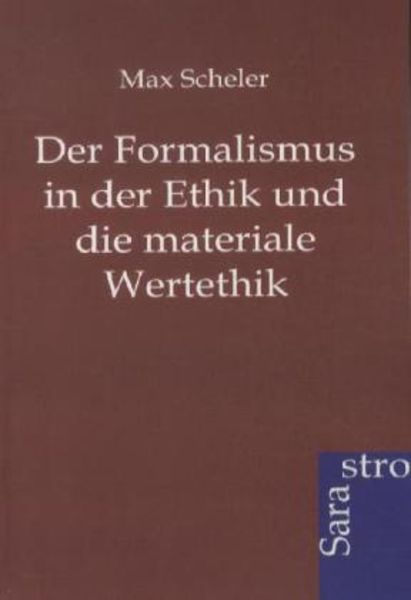 Max Scheler
Der Formalismus
in der Ethik und
die materiale
Wertethik
Sara
stro